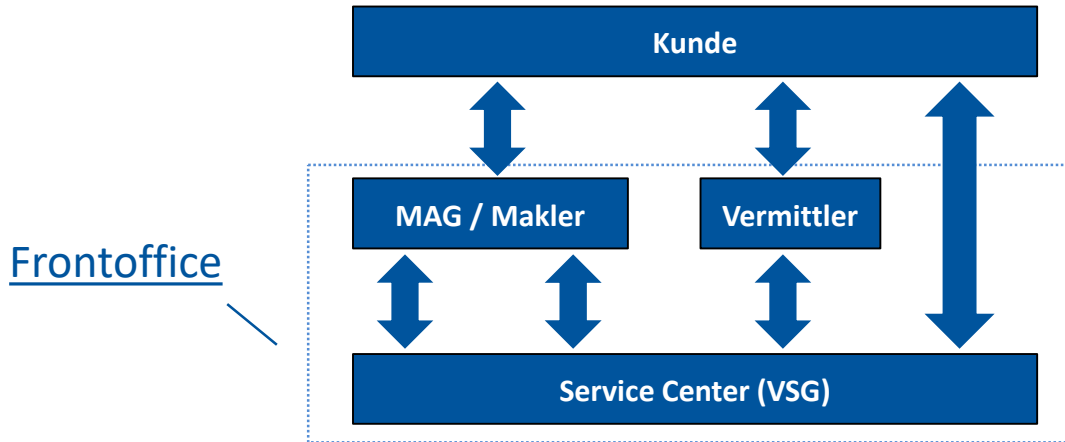 Kunde
MAG / Makler
Vermittler
Frontoffice
Service Center (VSG)